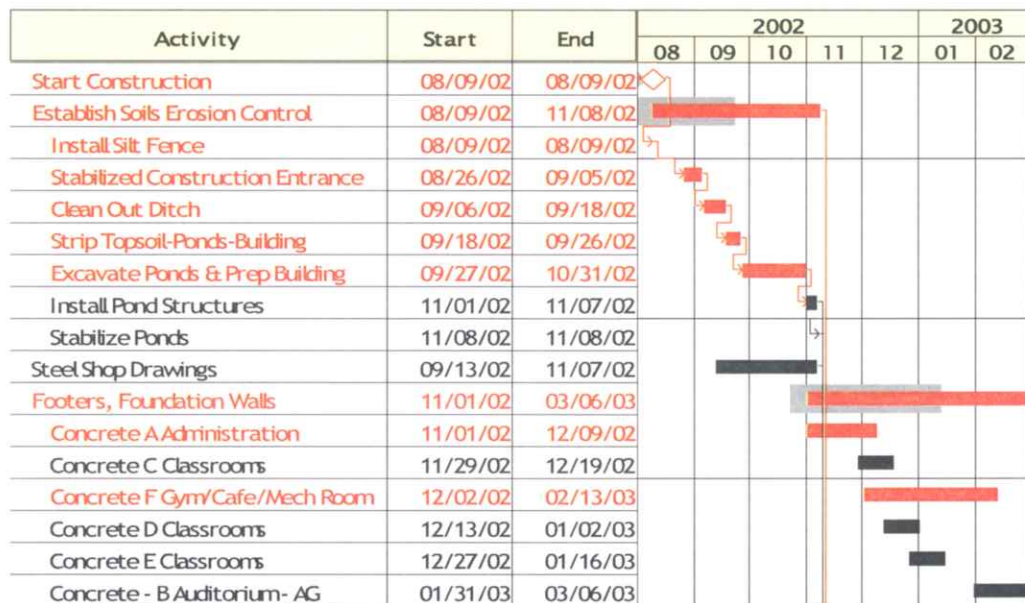 Activity Start End 2002 2003
08 09 10 11 12 01 02
Start Construction 08/09/02 08/09/02
Establish Soils Erosion Control 08/09/02 11/08/02
Install Silt Fence 08/09/02 08/09/02
Stabilized Construction Entrance 08/26/02 09/05/02
Clean Out Ditch 09/06/02 09/18/02
Strip Topsoil-Ponds-Building 09/18/02 09/26/02
Excavate Ponds & Prep Building 09/27/02 10/31/02
Install Pond Structures 11/01/02 11/07/02
Stabilize Ponds 11/08/02 11/08/02
Steel Shop Drawings 09/13/02 11/07/02
Footers, Foundation Walls 11/01/02 03/06/03
Concrete A Administration 11/01/02 12/09/02
Concrete C Classrooms 11/29/02 12/19/02
Concrete F Gym/Cafe/Mech Room 12/02/02 02/13/03
Concrete D Classrooms 12/13/02 01/02/03
Concrete E Classrooms 12/27/02 01/16/03
Concrete - B Auditorium - AG 01/31/03 03/06/03